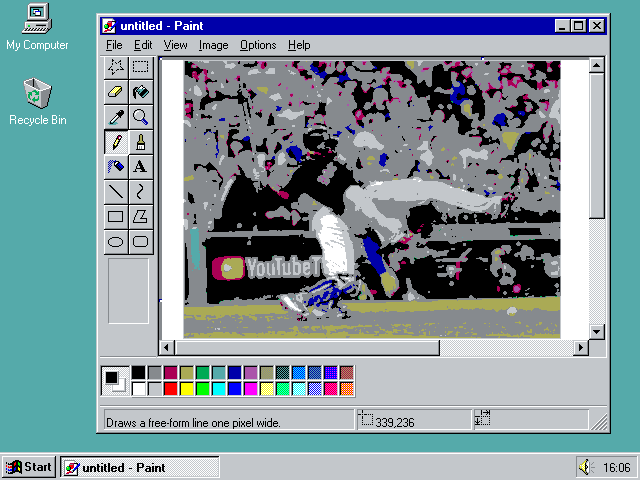 My Computer
Recycle Bin
untitled - Paint
File Edit View Image Options Help
A
YouTubeT
Draws a free-form line one pixel wide.
339,236
Start
untitled - Paint
16:06